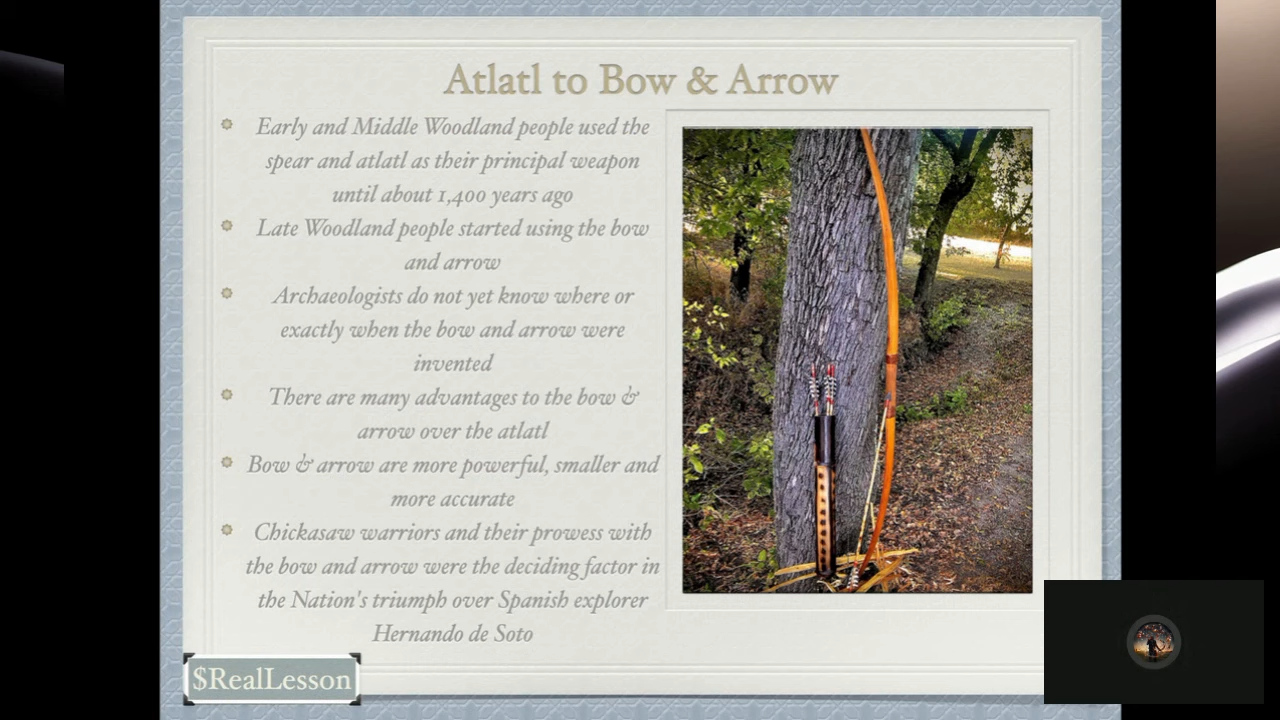 Atlatl to Bow & Arrow
Early and Middle Woodland people used the
spear and atlatl as their principal weapon
until about 1,400 years ago
Late Woodland people started using the bow
and arrow
Archaeologists do not yet know where or
exactly when the bow and arrow were
invented
There are many advantages to the bow &
arrow over the atlatl
Bow & arrow are more powerful, smaller and
more accurate
Chickasaw warriors and their prowess with
the bow and arrow were the deciding factor in
the Nation's triumph over Spanish explorer
Hernando de Soto
$RealLesson